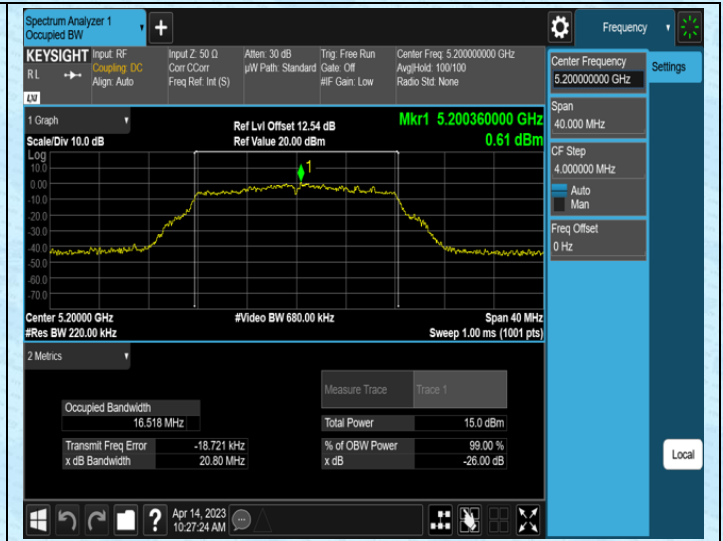 Spectrum Analyzer 1
Occupied BW
Frequency
KEYSIGHT
RL
Input: RF
Coupling: DC
Align: Auto
Input Z: 50 Ω
Corr CCorr
Freq Ref: Int (S)
Atten: 30 dB
µW Path: Standard
Trig: Free Run
Gate: Off
#IF Gain: Low
Center Freq: 5.200000000 GHz
Avg|Hold: 100/100
Radio Std: None
LXI
Center Frequency
5.200000000 GHz
Settings
Span
40.000 MHz
CF Step
4.000000 MHz
Auto
Man
Freq Offset
0 Hz
1 Graph
Scale/Div 10.0 dB
Ref Lvl Offset 12.54 dB
Ref Value 20.00 dBm
Mkr1 5.200360000 GHz
0.61 dBm
Log
10.0
0.00
-10.0
-20.0
-30.0
-40.0
-50.0
-60.0
-70.0
1
Center 5.20000 GHz
#Video BW 680.00 kHz
Span 40 MHz
#Res BW 220.00 kHz
Sweep 1.00 ms (1001 pts)
2 Metrics
Measure Trace
Trace 1
Occupied Bandwidth
16.518 MHz
Total Power
15.0 dBm
Transmit Freq Error
-18.721 kHz
% of OBW Power
99.00 %
x dB Bandwidth
20.80 MHz
x dB
-26.00 dB
Local
?
Apr 14, 2023
10:27:24 AM